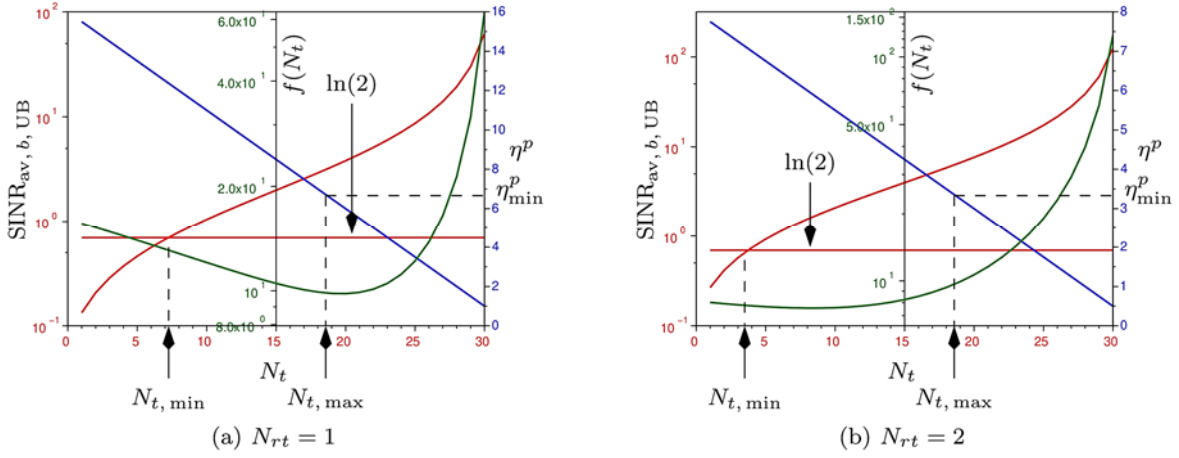 10^2
10^1
10^0
10^-1
SINR_av, b, UB
6.0x10^1
4.0x10^1
2.0x10^1
10^1
8.0x10^0
f(N_t)
ln(2)
16
14
12
10
8
6
4
2
0
η^p
η^p_min
0 5 10 15 20 25 30
N_t
N_t, min
N_t, max
(a) N_rt = 1
10^2
10^1
10^0
10^-1
SINR_av, b, UB
1.5x10^2
10^2
5.0x10^1
10^1
f(N_t)
ln(2)
8
7
6
5
4
3
2
1
0
η^p
η^p_min
0 5 10 15 20 25 30
N_t
N_t, min
N_t, max
(b) N_rt = 2